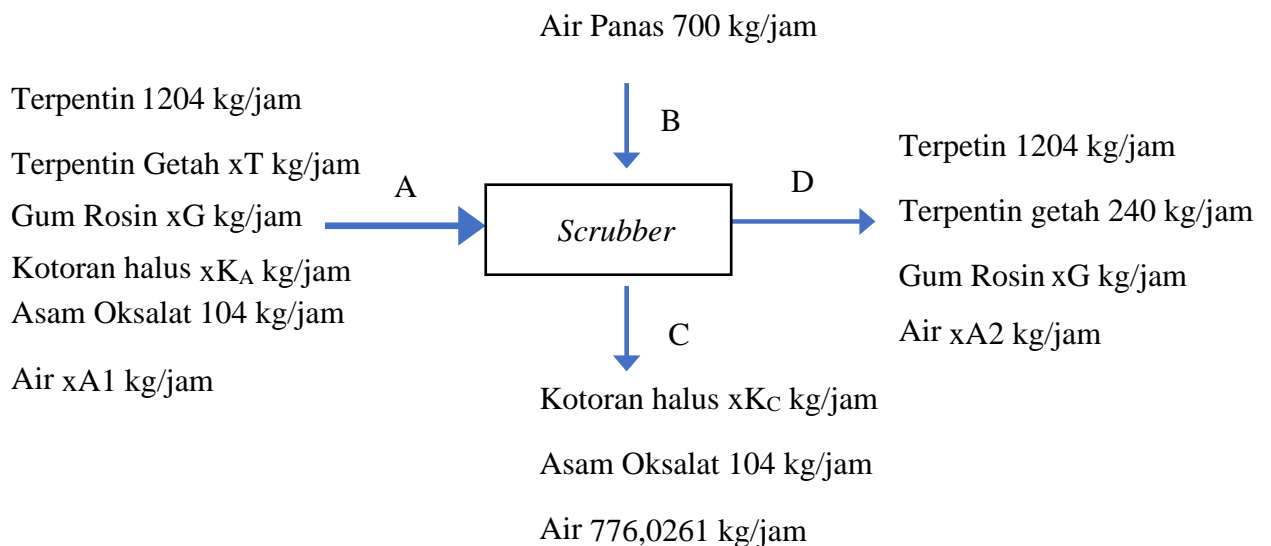 Air Panas 700 kg/jam
B
Terpentin 1204 kg/jam
Terpentin Getah xT kg/jam
Gum Rosin xG kg/jam
Kotoran halus xK_A kg/jam
Asam Oksalat 104 kg/jam
Air xA1 kg/jam
A
Scrubber
D
Terpetin 1204 kg/jam
Terpentin getah 240 kg/jam
Gum Rosin xG kg/jam
Air xA2 kg/jam
C
Kotoran halus xK_C kg/jam
Asam Oksalat 104 kg/jam
Air 776,0261 kg/jam